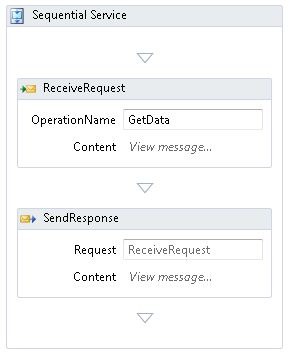 Sequential Service
ReceiveRequest
OperationName GetData
Content View message...
SendResponse
Request ReceiveRequest
Content View message...